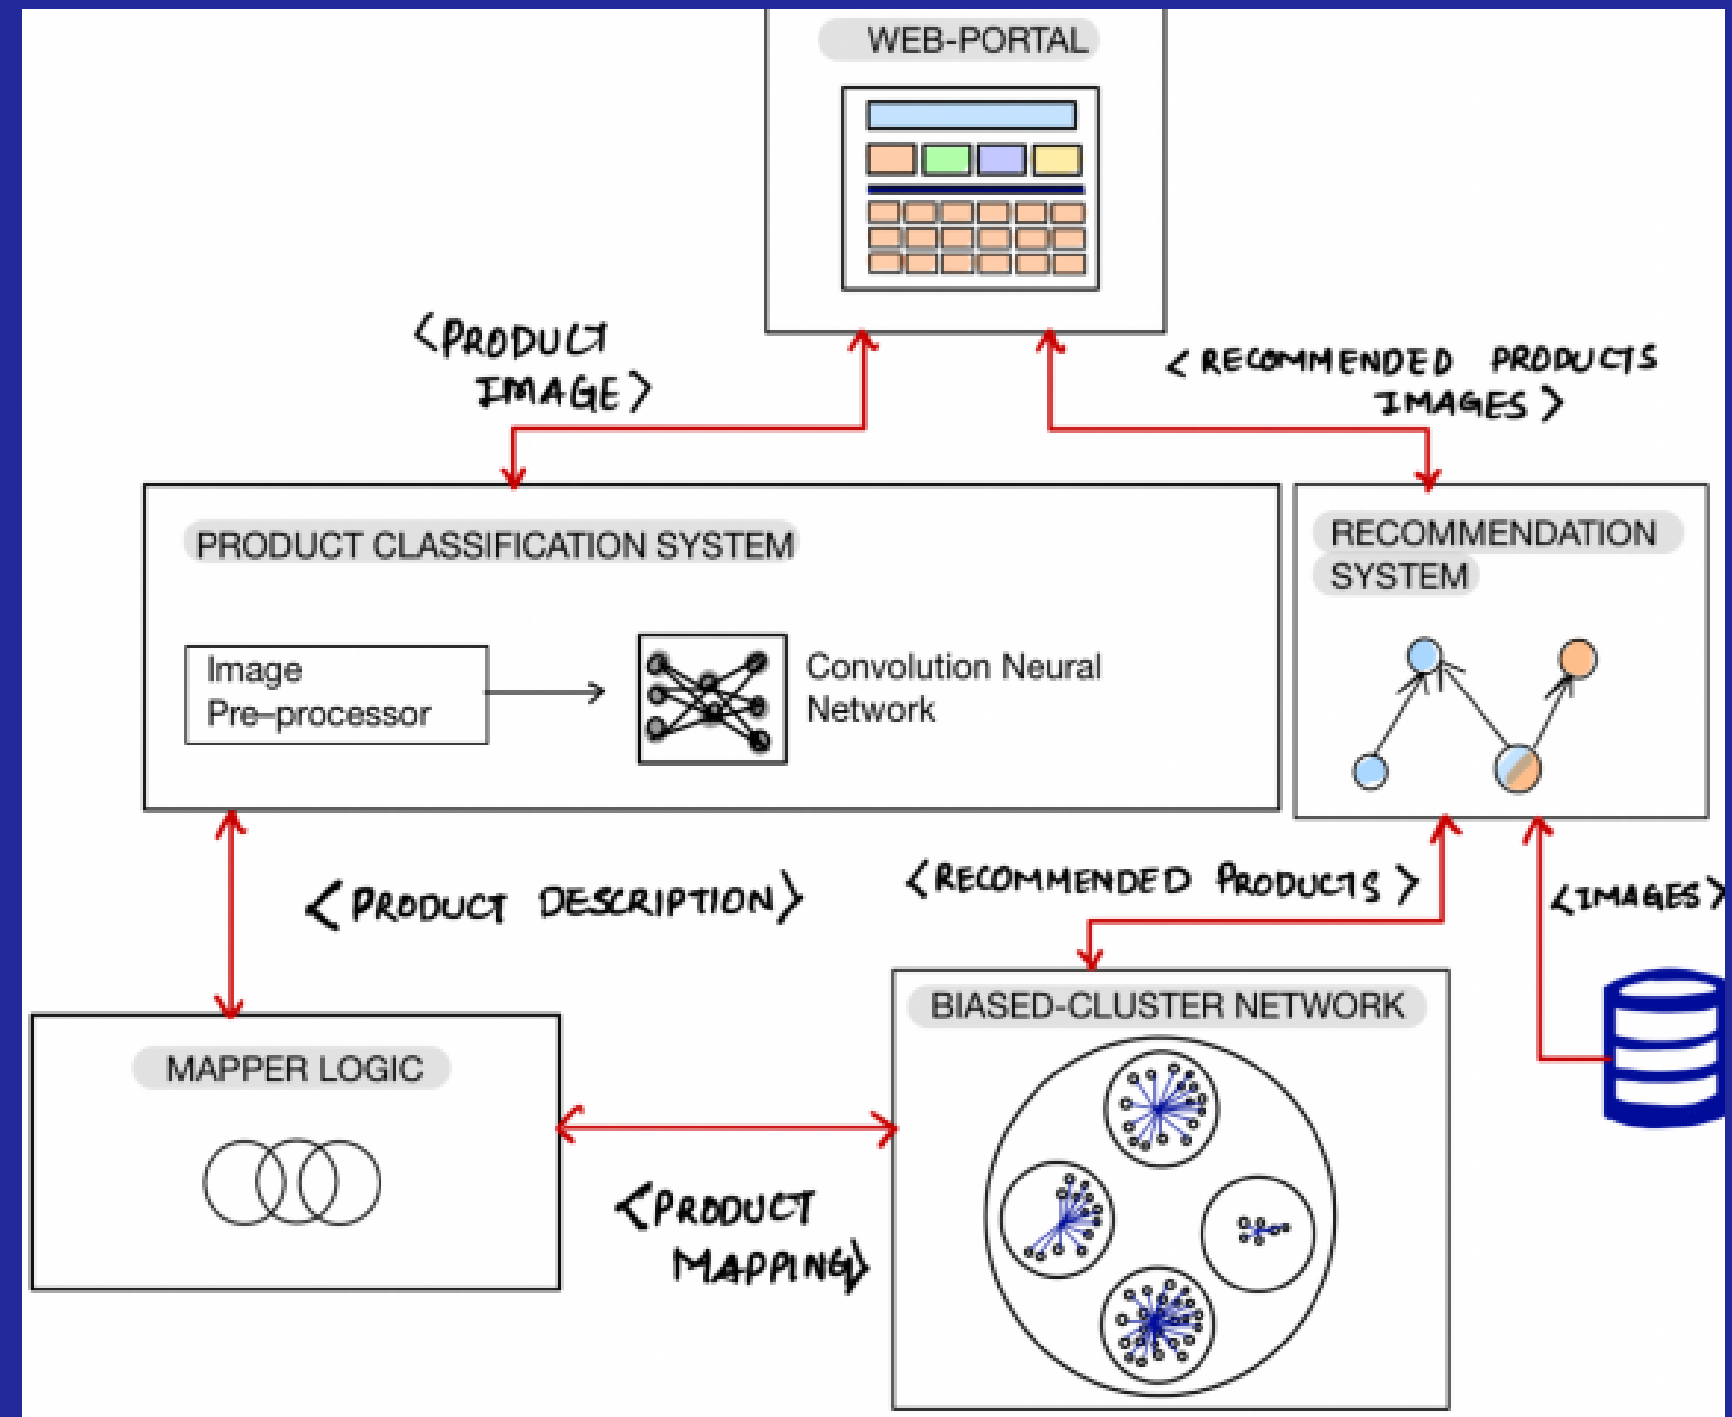 WEB-PORTAL
<PRODUCT
IMAGE>
<RECOMMENDED PRODUCTS
IMAGES>
PRODUCT CLASSIFICATION SYSTEM
Image
Pre-processor
Convolution Neural
Network
RECOMMENDATION
SYSTEM
<PRODUCT DESCRIPTION>
<RECOMMENDED PRODUCTS>
<IMAGES>
MAPPER LOGIC
<PRODUCT
MAPPING>
BIASED-CLUSTER NETWORK